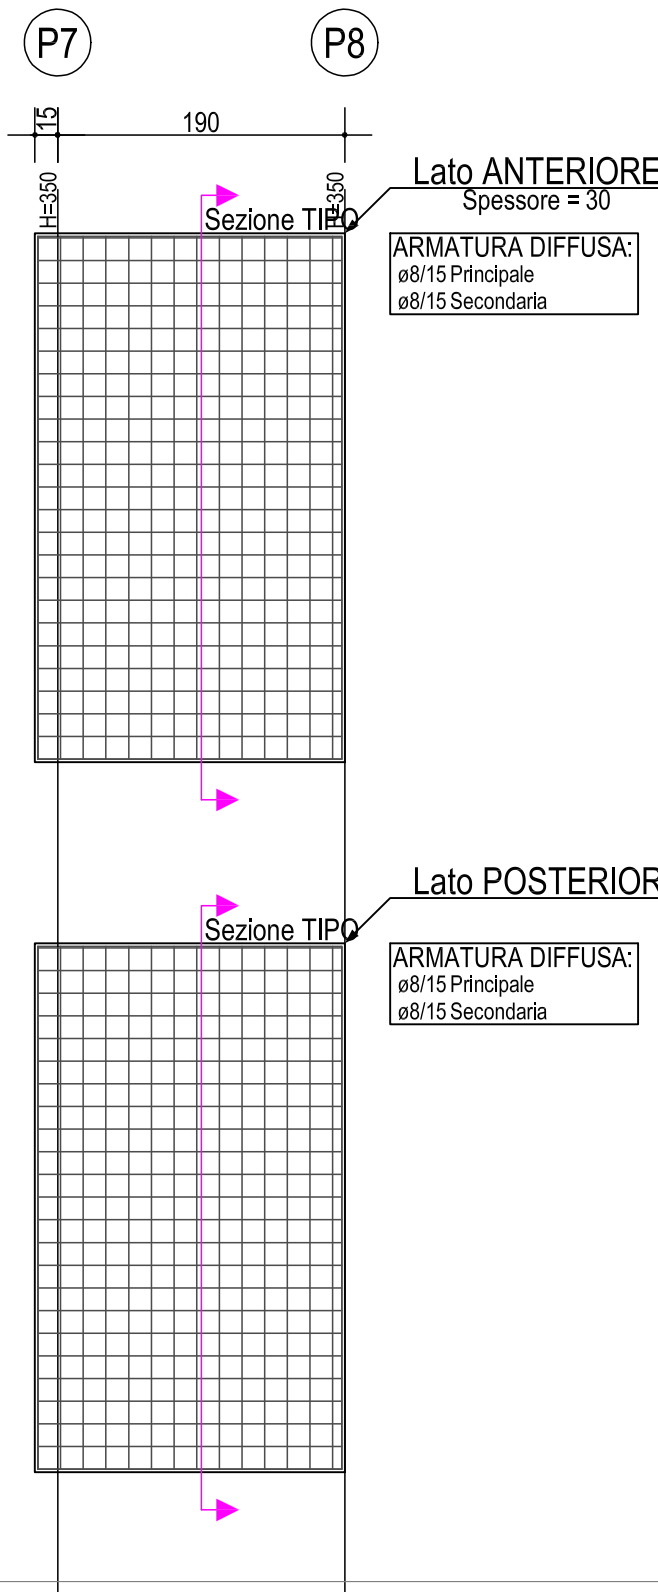 P7 P8
15 190
H=350 H=350
Lato ANTERIORE
Spessore = 30
Sezione TIPO
ARMATURA DIFFUSA:
ø8/15 Principale
ø8/15 Secondaria
Lato POSTERIOR
Sezione TIPO
ARMATURA DIFFUSA:
ø8/15 Principale
ø8/15 Secondaria